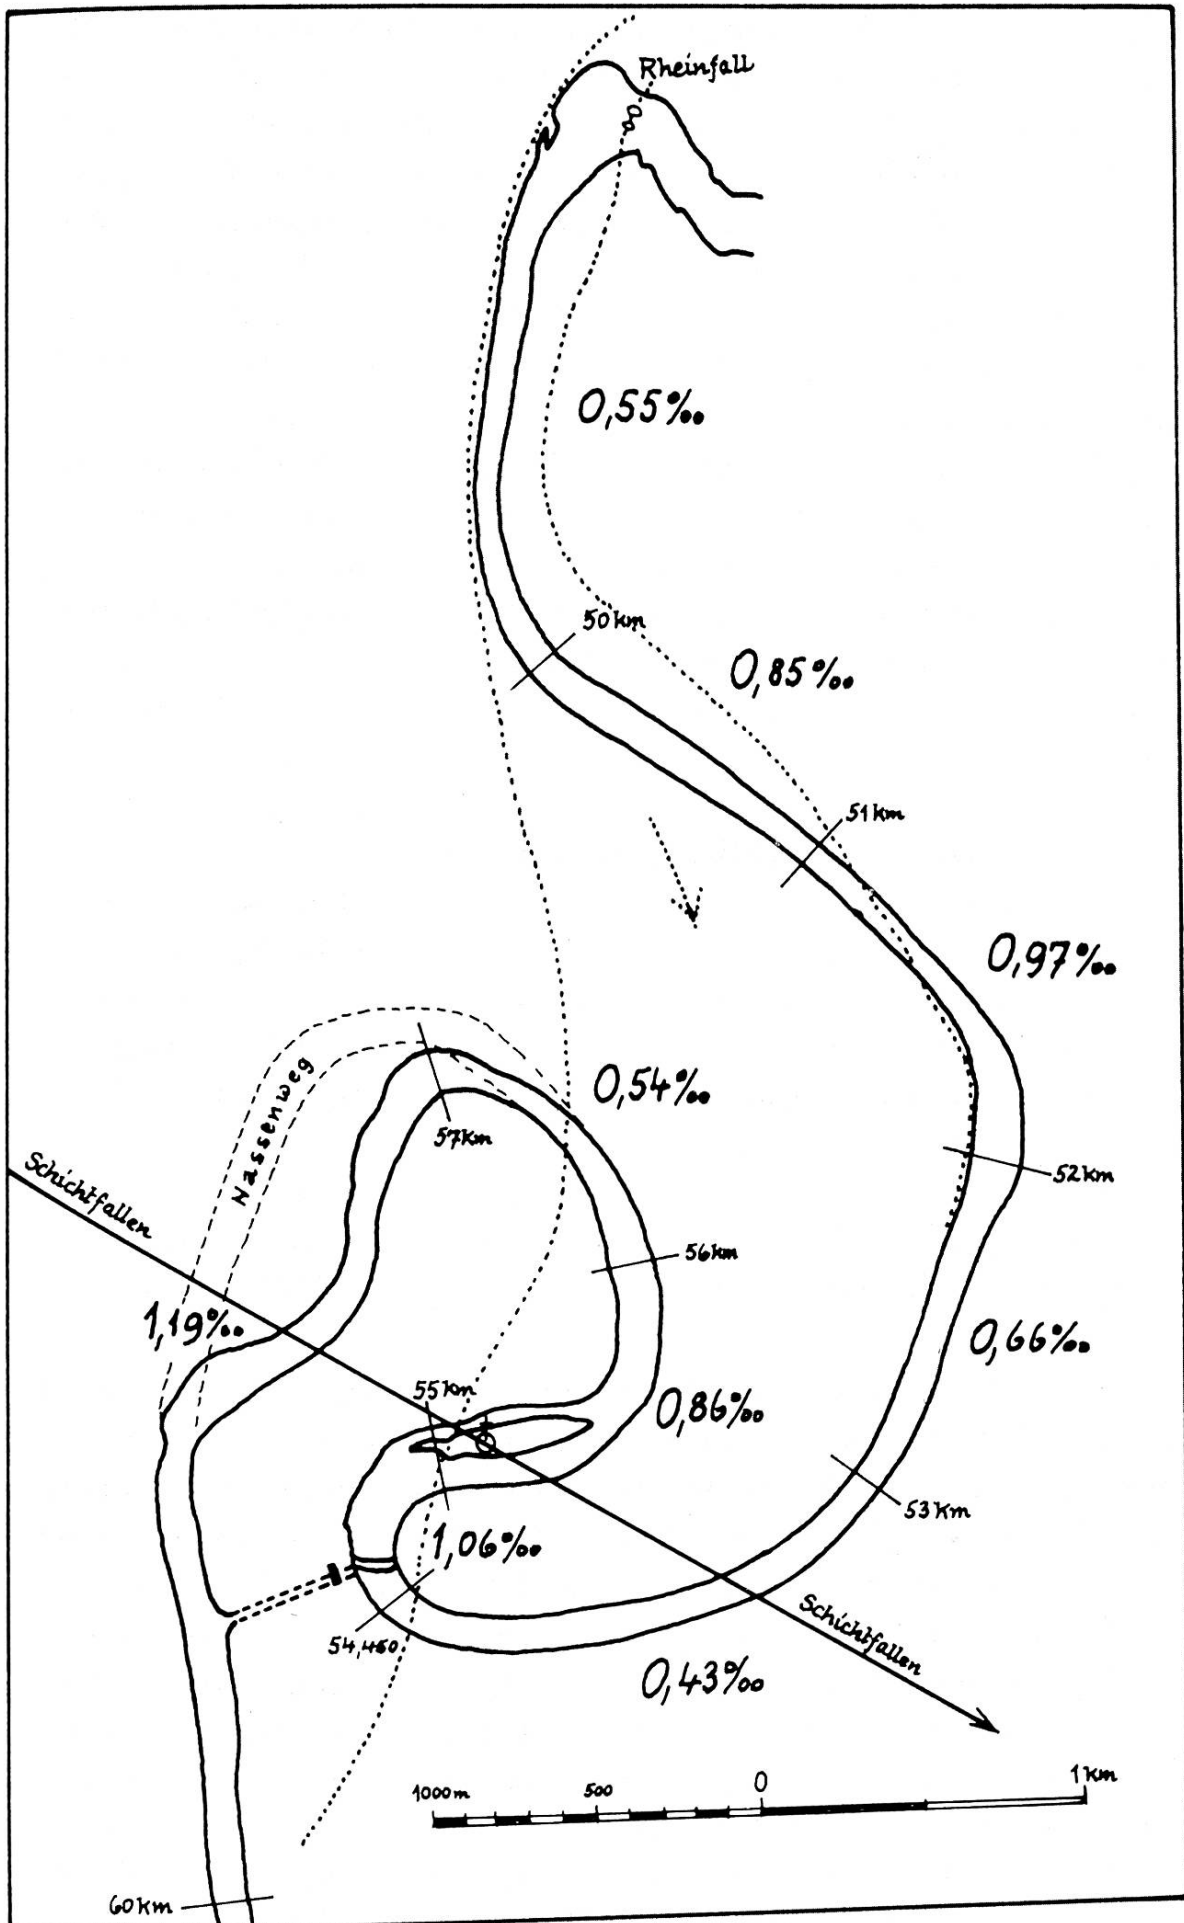 Rheinfall
0,55‰
50 km
0,85‰
51 km
0,97‰
0,54‰
57 km
Nassenweg
52 km
Schichtfallen
56 km
1,19‰
0,66‰
55 km
0,86‰
53 km
1,06‰
54,460
Schichtfallen
0,43‰
1000 m 500 0 1 km
60 km